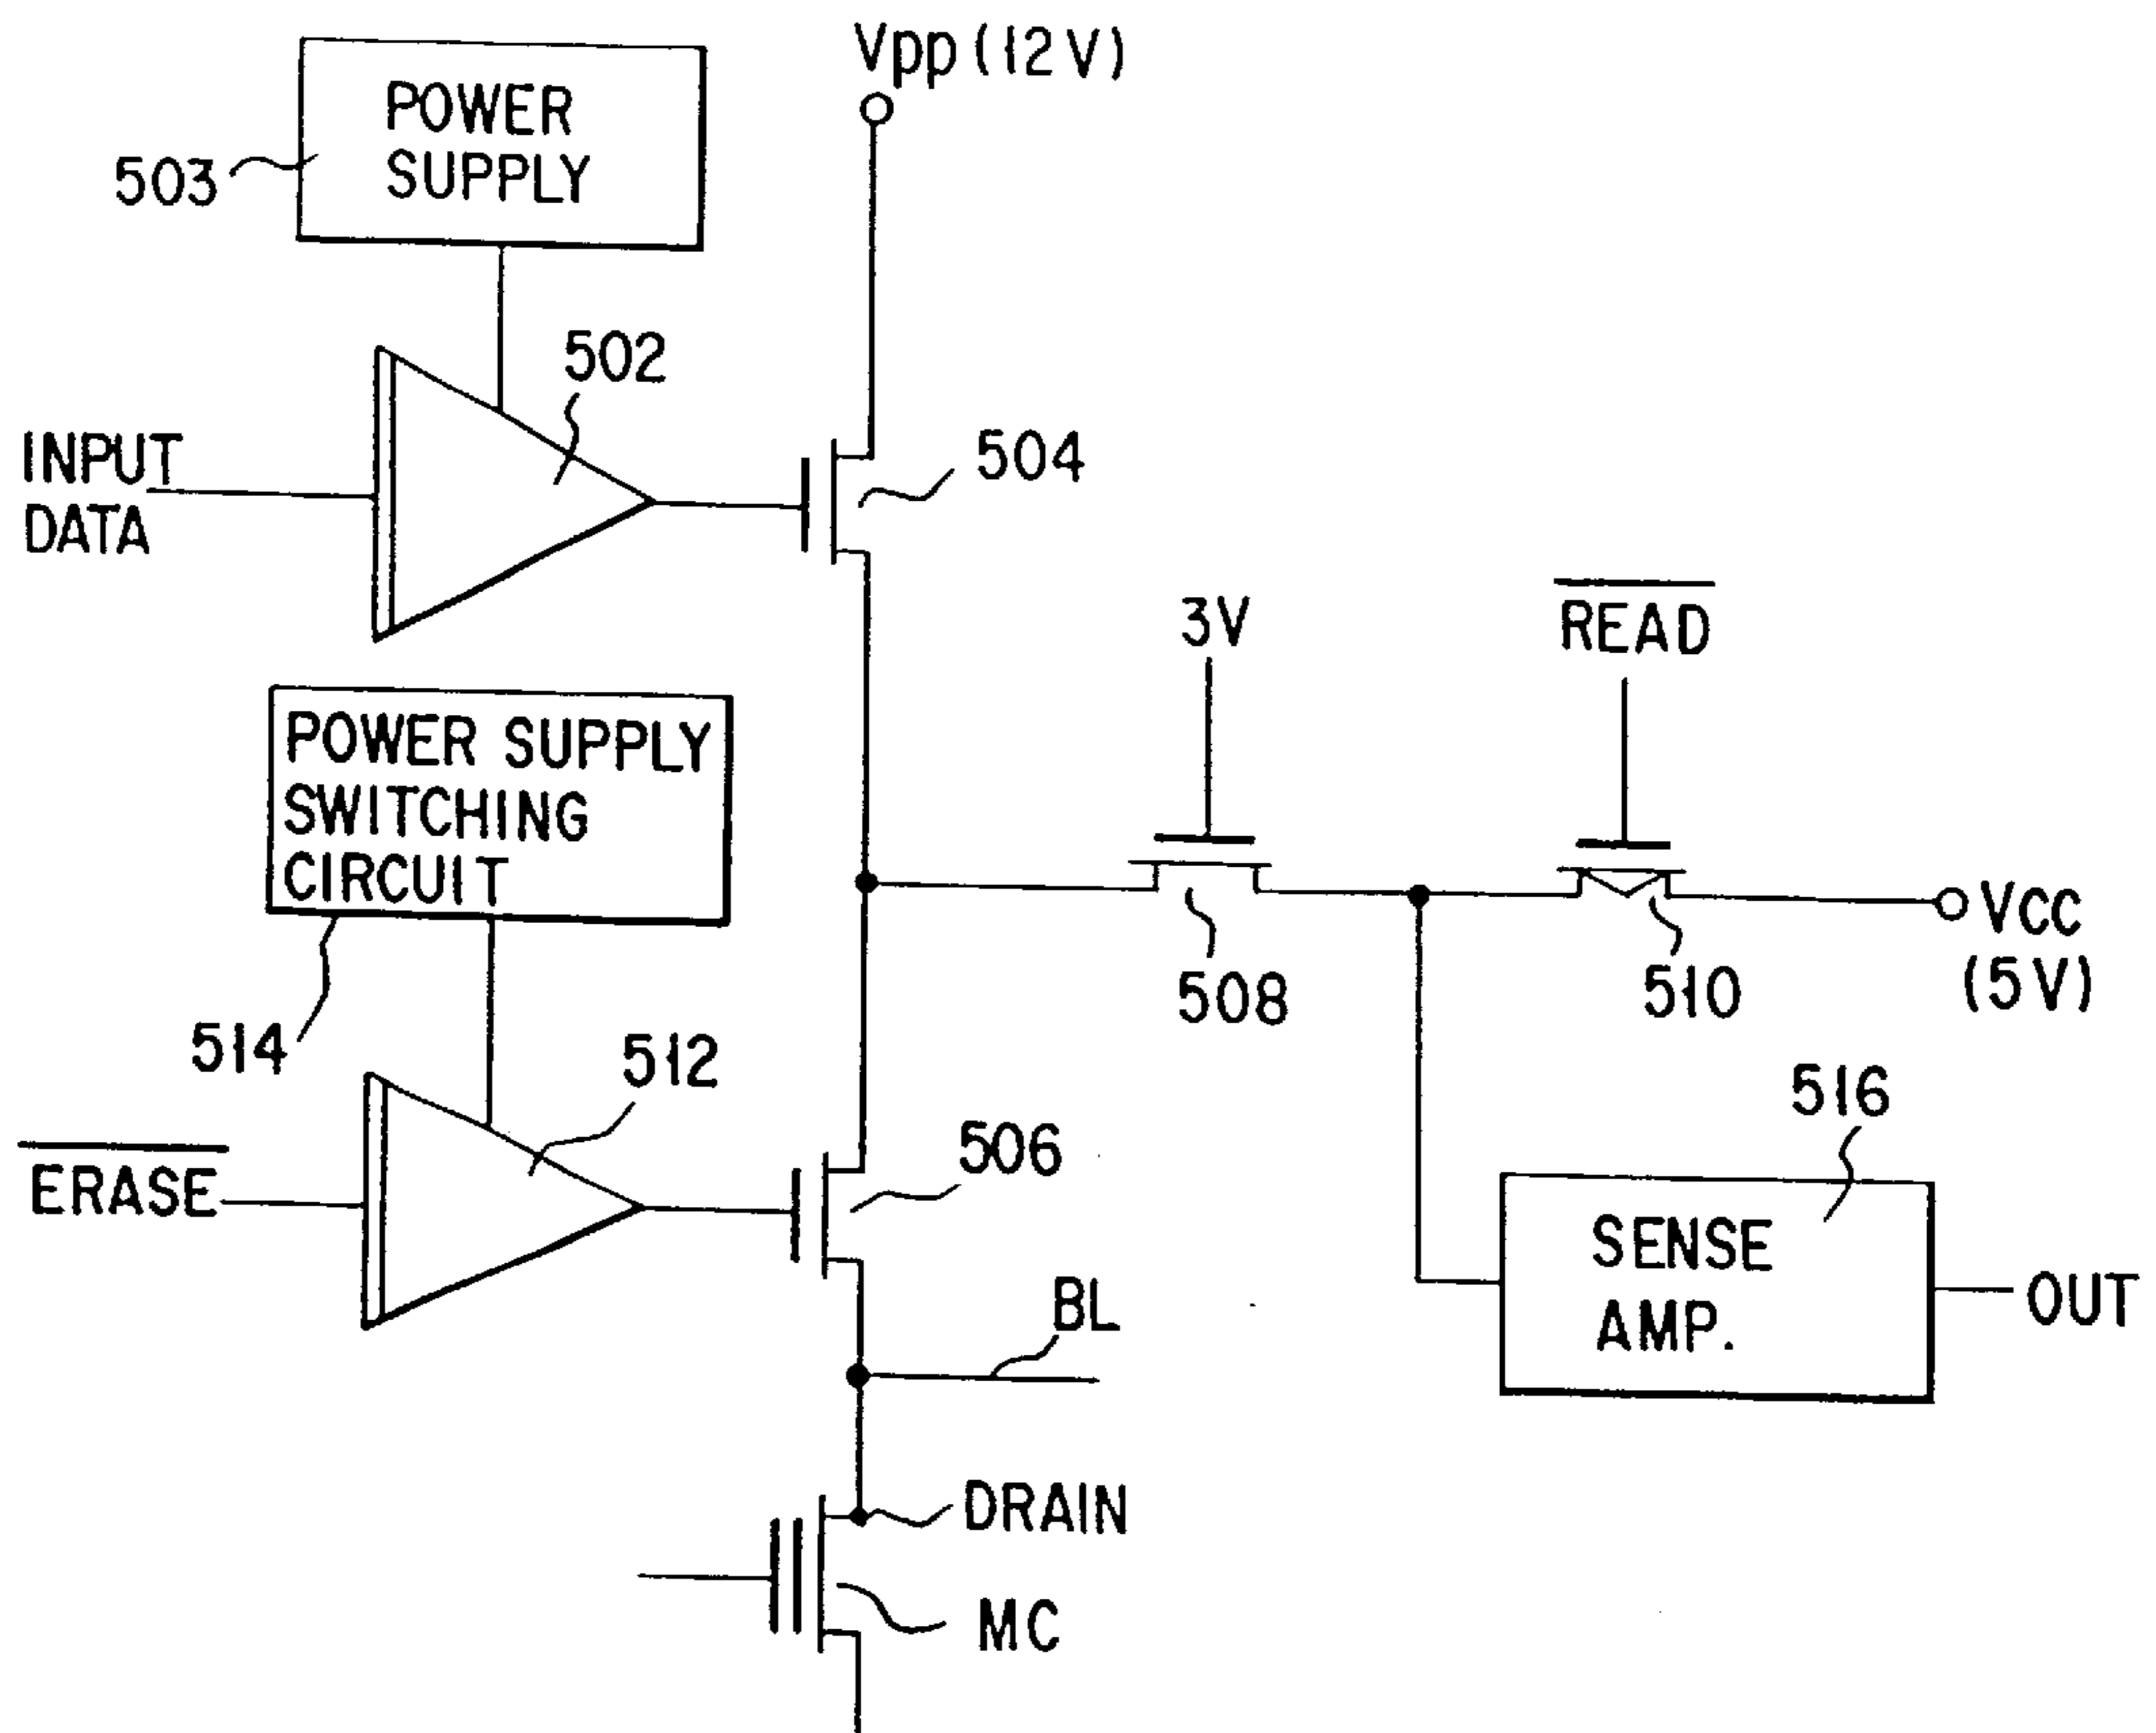 Vpp (12V)
POWER
SUPPLY
503
502
INPUT
DATA
504
3V
READ
POWER SUPPLY
SWITCHING
CIRCUIT
508
510
VCC
(5V)
514
512
516
506
ERASE
SENSE
AMP.
OUT
BL
DRAIN
MC